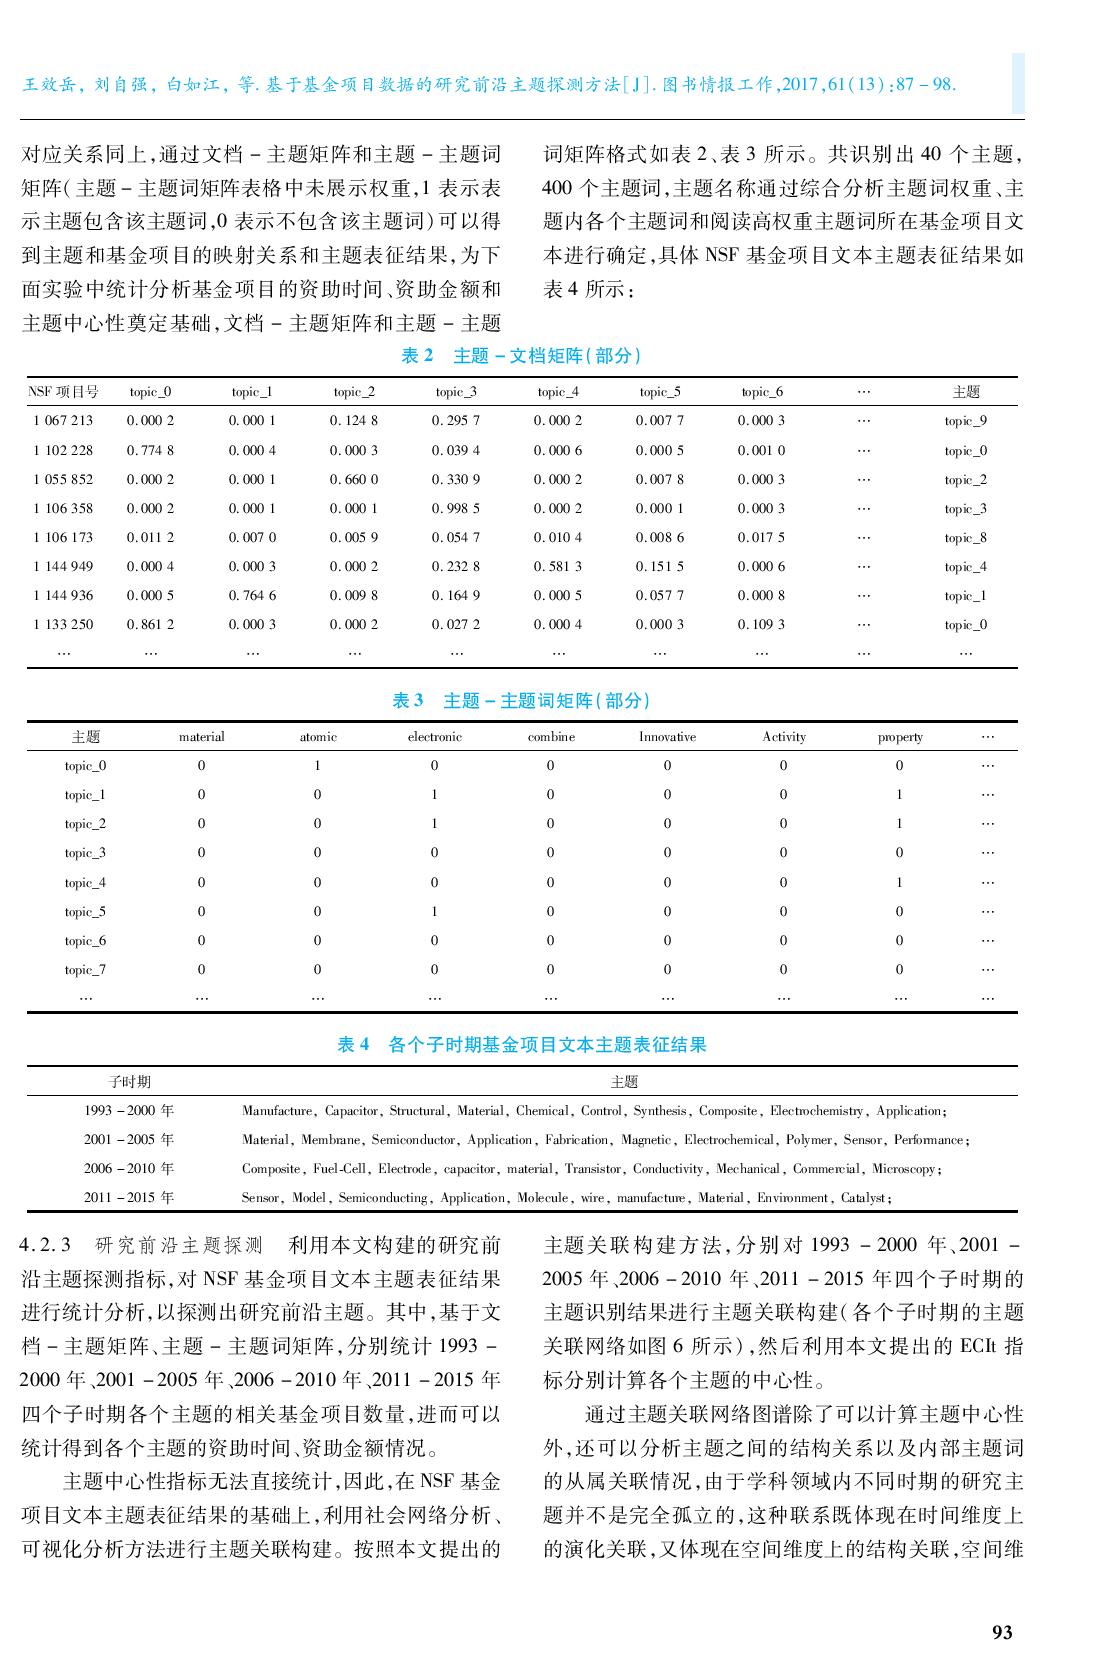 王效岳, 刘自强, 白如江, 等. 基于基金项目数据的研究前沿主题探测方法[J]. 图书情报工作,2017,61(13):87－98.
对应关系同上,通过文档－主题矩阵和主题－主题词
矩阵(主题－主题词矩阵表格中未展示权重,1 表示表
示主题包含该主题词,0 表示不包含该主题词)可以得
到主题和基金项目的映射关系和主题表征结果,为下
面实验中统计分析基金项目的资助时间、资助金额和
主题中心性奠定基础,文档－主题矩阵和主题－主题
词矩阵格式如表 2、表 3 所示。共识别出 40 个主题,
400 个主题词,主题名称通过综合分析主题词权重、主
题内各个主题词和阅读高权重主题词所在基金项目文
本进行确定,具体 NSF 基金项目文本主题表征结果如
表 4 所示:
表 2 主题－文档矩阵(部分)
NSF 项目号 topic_0 topic_1 topic_2 topic_3 topic_4 topic_5 topic_6 … 主题
1 067 213 0.000 2 0.000 1 0.124 8 0.295 7 0.000 2 0.007 7 0.000 3 … topic_9
1 102 228 0.774 8 0.000 4 0.000 3 0.039 4 0.000 6 0.000 5 0.001 0 … topic_0
1 055 852 0.000 2 0.000 1 0.660 0 0.330 9 0.000 2 0.007 8 0.000 3 … topic_2
1 106 358 0.000 2 0.000 1 0.000 1 0.998 5 0.000 2 0.000 1 0.000 3 … topic_3
1 106 173 0.011 2 0.007 0 0.005 9 0.054 7 0.010 4 0.008 6 0.017 5 … topic_8
1 144 949 0.000 4 0.000 3 0.000 2 0.232 8 0.581 3 0.151 5 0.000 6 … topic_4
1 144 936 0.000 5 0.764 6 0.009 8 0.164 9 0.000 5 0.057 7 0.000 8 … topic_1
1 133 250 0.861 2 0.000 3 0.000 2 0.027 2 0.000 4 0.000 3 0.109 3 … topic_0
… … … … … … … … … …
表 3 主题－主题词矩阵(部分)
主题 material atomic electronic combine Innovative Activity property …
topic_0 0 1 0 0 0 0 0 …
topic_1 0 0 1 0 0 0 1 …
topic_2 0 0 1 0 0 0 1 …
topic_3 0 0 0 0 0 0 0 …
topic_4 0 0 0 0 0 0 1 …
topic_5 0 0 1 0 0 0 0 …
topic_6 0 0 0 0 0 0 0 …
topic_7 0 0 0 0 0 0 0 …
… … … … … … … … …
表 4 各个子时期基金项目文本主题表征结果
子时期 主题
1993－2000 年 Manufacture, Capacitor, Structural, Material, Chemical, Control, Synthesis, Composite, Electrochemistry, Application;
2001－2005 年 Material, Membrane, Semiconductor, Application, Fabrication, Magnetic, Electrochemical, Polymer, Sensor, Performance;
2006－2010 年 Composite, Fuel-Cell, Electrode, capacitor, material, Transistor, Conductivity, Mechanical, Commercial, Microscopy;
2011－2015 年 Sensor, Model, Semiconducting, Application, Molecule, wire, manufacture, Material, Environment, Catalyst;
4.2.3 研究前沿主题探测 利用本文构建的研究前
沿主题探测指标,对 NSF 基金项目文本主题表征结果
进行统计分析,以探测出研究前沿主题。其中,基于文
档－主题矩阵、主题－主题词矩阵,分别统计 1993－
2000 年、2001－2005 年、2006－2010 年、2011－2015 年
四个子时期各个主题的相关基金项目数量,进而可以
统计得到各个主题的资助时间、资助金额情况。
主题中心性指标无法直接统计,因此,在 NSF 基金
项目文本主题表征结果的基础上,利用社会网络分析、
可视化分析方法进行主题关联构建。按照本文提出的
主题关联构建方法,分别对 1993－2000 年、2001－
2005 年、2006－2010 年、2011－2015 年四个子时期的
主题识别结果进行主题关联构建(各个子时期的主题
关联网络如图 6 所示),然后利用本文提出的 ECIt 指
标分别计算各个主题的中心性。
通过主题关联网络图谱除了可以计算主题中心性
外,还可以分析主题之间的结构关系以及内部主题词
的从属关联情况,由于学科领域内不同时期的研究主
题并不是完全孤立的,这种联系既体现在时间维度上
的演化关联,又体现在空间维度上的结构关联,空间维
93